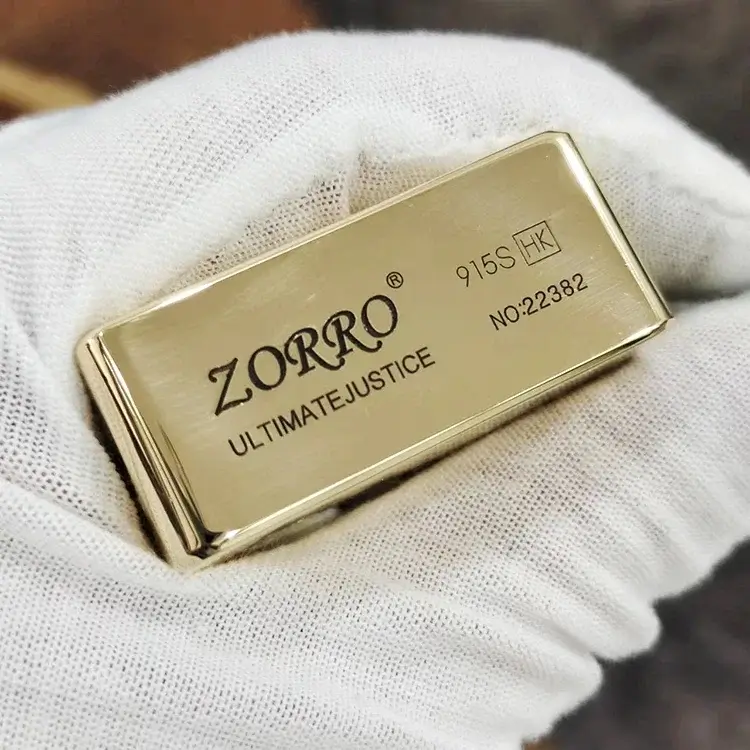 ZORRO®
ULTIMATEJUSTICE
915S HK
NO:22382